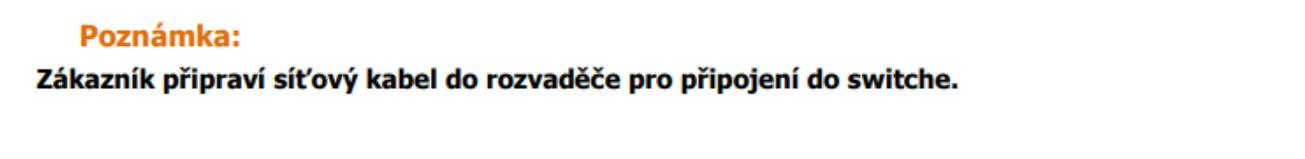 Poznámka:
Zákazník připraví síťový kabel do rozvaděče pro připojení do switche.